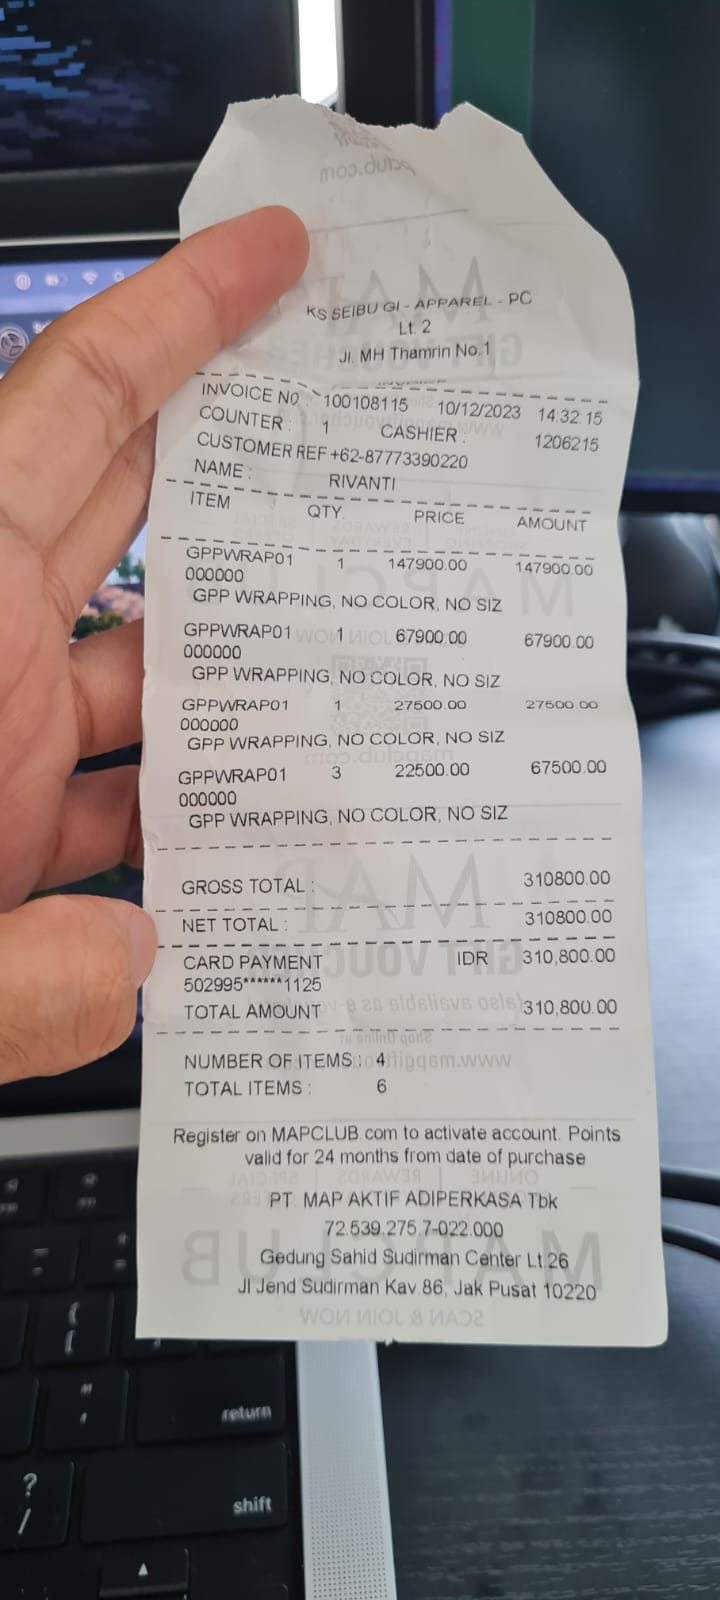 KS SEIBU GI - APPAREL - PC
Lt. 2
Jl. MH Thamrin No.1
INVOICE NO : 100108115 10/12/2023 14:32:15
COUNTER : 1 CASHIER : 1206215
CUSTOMER REF +62-87773390220
NAME : RIVANTI
ITEM QTY. PRICE AMOUNT
GPPWRAP01 1 147900.00 147900.00
000000
GPP WRAPPING, NO COLOR, NO SIZ
GPPWRAP01 1 67900.00 67900.00
000000
GPP WRAPPING, NO COLOR, NO SIZ
GPPWRAP01 1 27500.00 27500.00
000000
GPP WRAPPING, NO COLOR, NO SIZ
GPPWRAP01 3 22500.00 67500.00
000000
GPP WRAPPING, NO COLOR, NO SIZ
GROSS TOTAL : 310800.00
NET TOTAL : 310800.00
CARD PAYMENT IDR 310,800.00
502995******1125
TOTAL AMOUNT 310,800.00
NUMBER OF ITEMS : 4
TOTAL ITEMS : 6
Register on MAPCLUB.com to activate account. Points
valid for 24 months from date of purchase
PT. MAP AKTIF ADIPERKASA Tbk
72.539.275.7-022.000
Gedung Sahid Sudirman Center Lt.26
Jl Jend Sudirman Kav.86, Jak Pusat 10220
return
?
/
shift